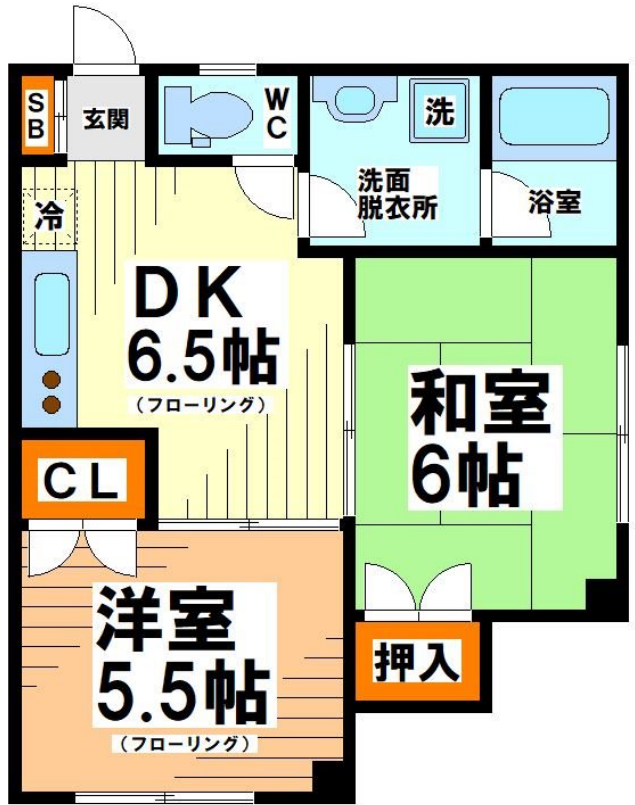 SB
玄関
WC
洗
洗面
脱衣所
浴室
冷
DK
6.5帖
(フローリング)
和室
6帖
CL
洋室
5.5帖
(フローリング)
押入